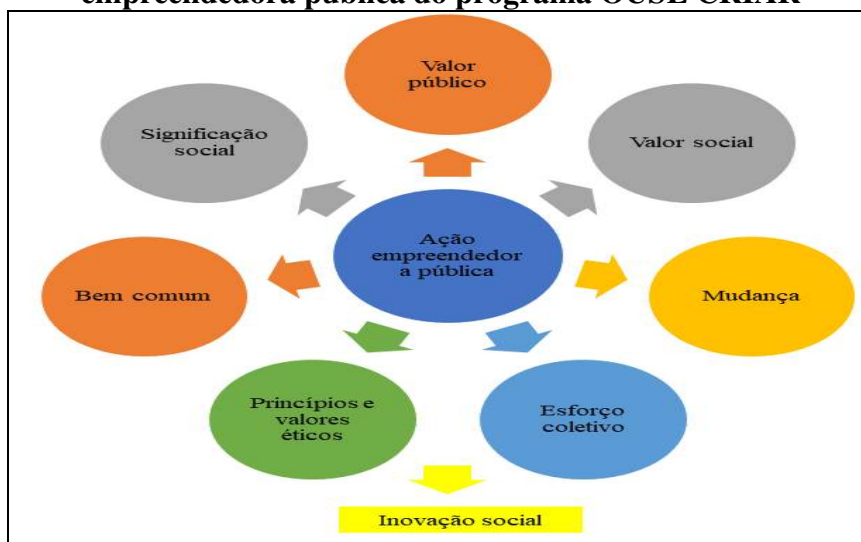 empreendedora pública do programa OUSE CRIAR
Valor
público
Significação
social
Valor social
Ação
empreendedor
a pública
Bem comum
Mudança
Princípios e
valores
éticos
Esforço
coletivo
Inovação social